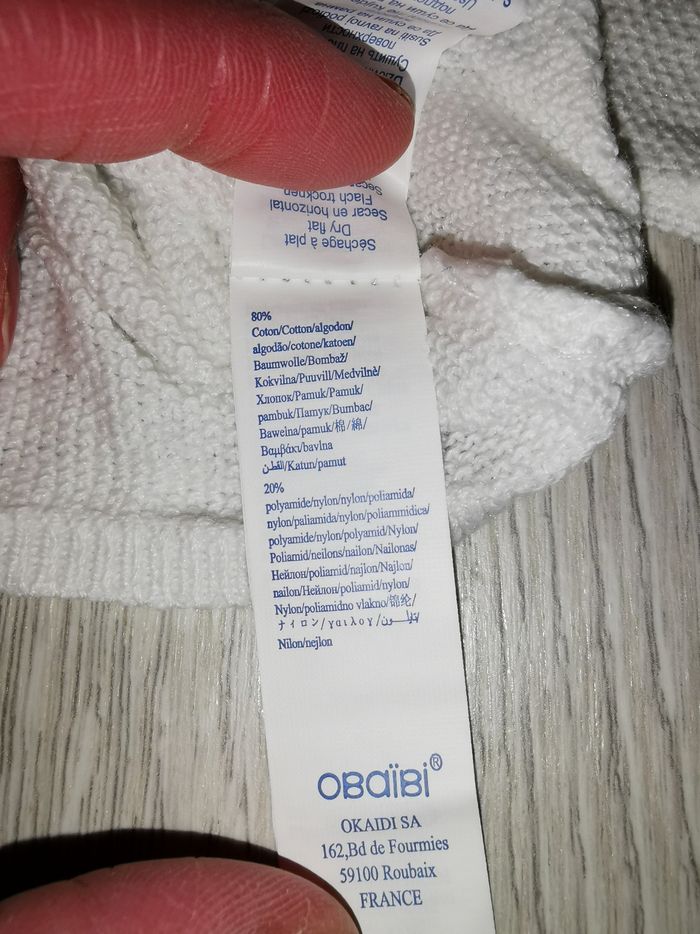 Séchage à plat
Dry flat
Secar en horizontal
Flach trocknen
80%
Coton/Cotton/algodon/
algodão/cotone/katoen/
Baumwolle/Bombaž/
Kokvilna/Puuvill/Medvilnė/
Хлопок/Pamuk/Pamuk/
pambuk/Памук/Bumbac/
Bawełna/pamuk/棉/綿/
Βαμβάκι/bavlna
القطن/Katun/pamut
20%
polyamide/nylon/nylon/poliamida/
nylon/paliamida/nylon/poliammidica/
polyamide/nylon/polyamid/Nylon/
Poliamid/neilons/nailon/Nailonas/
Нейлон/poliamid/najlon/Najlon/
nailon/Нейлон/poliamid/nylon/
Nylon/poliamidno vlakno/锦纶/
ナイロン/γαιλογ/نايلون/
Nilon/nejlon
OBAÏBI®
OKAIDI SA
162,Bd de Fourmies
59100 Roubaix
FRANCE